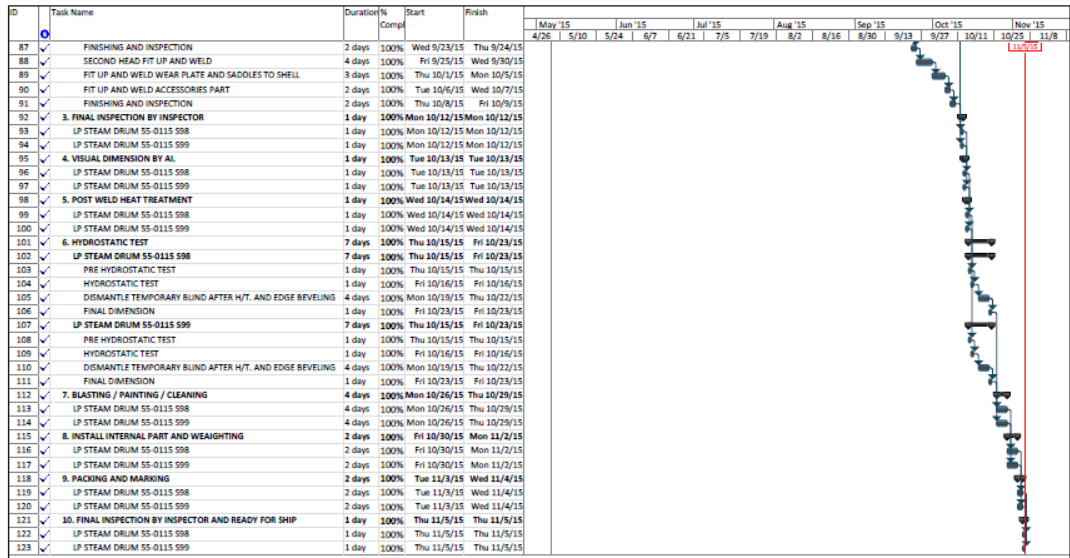 ID Task Name Duration % Compl Start Finish
May '15 Jun '15 Jul '15 Aug '15 Sep '15 Oct '15 Nov '15
4/26 5/10 5/24 6/7 6/21 7/5 7/19 8/2 8/16 8/30 9/13 9/27 10/11 10/25 11/8
11/5/15
87 FINISHING AND INSPECTION 2 days 100% Wed 9/23/15 Thu 9/24/15
88 SECOND HEAD FIT UP AND WELD 4 days 100% Fri 9/25/15 Wed 9/30/15
89 FIT UP AND WELD WEAR PLATE AND SADDLES TO SHELL 3 days 100% Thu 10/1/15 Mon 10/5/15
90 FIT UP AND WELD ACCESSORIES PART 2 days 100% Tue 10/6/15 Wed 10/7/15
91 FINISHING AND INSPECTION 2 days 100% Thu 10/8/15 Fri 10/9/15
92 3. FINAL INSPECTION BY INSPECTOR 1 day 100% Mon 10/12/15 Mon 10/12/15
93 LP STEAM DRUM 55-0115 S98 1 day 100% Mon 10/12/15 Mon 10/12/15
94 LP STEAM DRUM 55-0115 S99 1 day 100% Mon 10/12/15 Mon 10/12/15
95 4. VISUAL DIMENSION BY AI. 1 day 100% Tue 10/13/15 Tue 10/13/15
96 LP STEAM DRUM 55-0115 S98 1 day 100% Tue 10/13/15 Tue 10/13/15
97 LP STEAM DRUM 55-0115 S99 1 day 100% Tue 10/13/15 Tue 10/13/15
98 5. POST WELD HEAT TREATMENT 1 day 100% Wed 10/14/15 Wed 10/14/15
99 LP STEAM DRUM 55-0115 S98 1 day 100% Wed 10/14/15 Wed 10/14/15
100 LP STEAM DRUM 55-0115 S99 1 day 100% Wed 10/14/15 Wed 10/14/15
101 6. HYDROSTATIC TEST 7 days 100% Thu 10/15/15 Fri 10/23/15
102 LP STEAM DRUM 55-0115 S98 7 days 100% Thu 10/15/15 Fri 10/23/15
103 PRE HYDROSTATIC TEST 1 day 100% Thu 10/15/15 Thu 10/15/15
104 HYDROSTATIC TEST 1 day 100% Fri 10/16/15 Fri 10/16/15
105 DISMANTLE TEMPORARY BLIND AFTER H/T. AND EDGE BEVELING 4 days 100% Mon 10/19/15 Thu 10/22/15
106 FINAL DIMENSION 1 day 100% Fri 10/23/15 Fri 10/23/15
107 LP STEAM DRUM 55-0115 S99 7 days 100% Thu 10/15/15 Fri 10/23/15
108 PRE HYDROSTATIC TEST 1 day 100% Thu 10/15/15 Thu 10/15/15
109 HYDROSTATIC TEST 1 day 100% Fri 10/16/15 Fri 10/16/15
110 DISMANTLE TEMPORARY BLIND AFTER H/T. AND EDGE BEVELING 4 days 100% Mon 10/19/15 Thu 10/22/15
111 FINAL DIMENSION 1 day 100% Fri 10/23/15 Fri 10/23/15
112 7. BLASTING / PAINTING / CLEANING 4 days 100% Mon 10/26/15 Thu 10/29/15
113 LP STEAM DRUM 55-0115 S98 4 days 100% Mon 10/26/15 Thu 10/29/15
114 LP STEAM DRUM 55-0115 S99 4 days 100% Mon 10/26/15 Thu 10/29/15
115 8. INSTALL INTERNAL PART AND WEAIGHTING 2 days 100% Fri 10/30/15 Mon 11/2/15
116 LP STEAM DRUM 55-0115 S98 2 days 100% Fri 10/30/15 Mon 11/2/15
117 LP STEAM DRUM 55-0115 S99 2 days 100% Fri 10/30/15 Mon 11/2/15
118 9. PACKING AND MARKING 2 days 100% Tue 11/3/15 Wed 11/4/15
119 LP STEAM DRUM 55-0115 S98 2 days 100% Tue 11/3/15 Wed 11/4/15
120 LP STEAM DRUM 55-0115 S99 2 days 100% Tue 11/3/15 Wed 11/4/15
121 10. FINAL INSPECTION BY INSPECTOR AND READY FOR SHIP 1 day 100% Thu 11/5/15 Thu 11/5/15
122 LP STEAM DRUM 55-0115 S98 1 day 100% Thu 11/5/15 Thu 11/5/15
123 LP STEAM DRUM 55-0115 S99 1 day 100% Thu 11/5/15 Thu 11/5/15